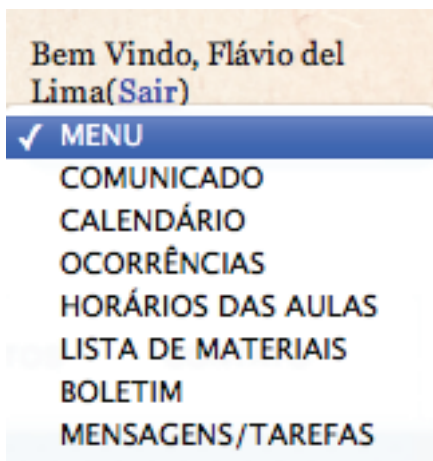 Bem Vindo, Flávio del
Lima(Sair)
✓ MENU
COMUNICADO
CALENDÁRIO
OCORRÊNCIAS
HORÁRIOS DAS AULAS
LISTA DE MATERIAIS
BOLETIM
MENSAGENS/TAREFAS